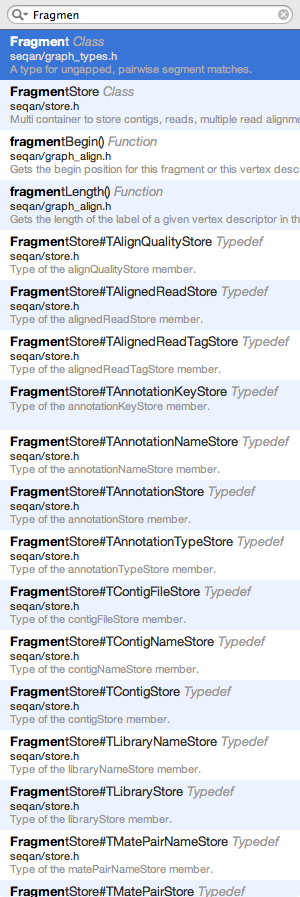 Fragmen
Fragment Class
seqan/graph_types.h
A type for ungapped, pairwise segment matches.
FragmentStore Class
seqan/store.h
Multi container to store contigs, reads, multiple read alignme
fragmentBegin() Function
seqan/graph_align.h
Gets the begin position for this fragment or this vertex desc
fragmentLength() Function
seqan/graph_align.h
Gets the length of the label of a given vertex descriptor in th
FragmentStore#TAlignQualityStore Typedef
seqan/store.h
Type of the alignQualityStore member.
FragmentStore#TAlignedReadStore Typedef
seqan/store.h
Type of the alignedReadStore member.
FragmentStore#TAlignedReadTagStore Typedef
seqan/store.h
Type of the alignedReadTagStore member.
FragmentStore#TAnnotationKeyStore Typedef
Type of the annotationKeyStore member.
FragmentStore#TAnnotationNameStore Typedef
seqan/store.h
Type of the annotationNameStore member.
FragmentStore#TAnnotationStore Typedef
seqan/store.h
Type of the annotationStore member.
FragmentStore#TAnnotationTypeStore Typedef
seqan/store.h
Type of the annotationTypeStore member.
FragmentStore#TContigFileStore Typedef
seqan/store.h
Type of the contigFileStore member.
FragmentStore#TContigNameStore Typedef
seqan/store.h
Type of the contigNameStore member.
FragmentStore#TContigStore Typedef
seqan/store.h
Type of the contigStore member.
FragmentStore#TLibraryNameStore Typedef
seqan/store.h
Type of the libraryNameStore member.
FragmentStore#TLibraryStore Typedef
seqan/store.h
Type of the libraryStore member.
FragmentStore#TMatePairNameStore Typedef
seqan/store.h
Type of the matePairNameStore member.
FragmentStore#TMatePairStore Typedef